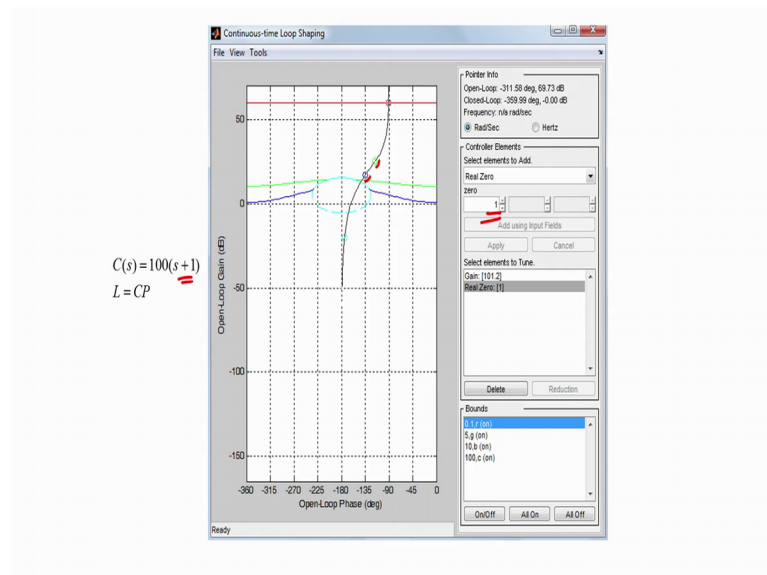 C(s)=100(s+1)
L=CP
Continuous-time Loop Shaping
File View Tools
50
0
-50
-100
-150
-360 -315 -270 -225 -180 -135 -90 -45 0
Open-Loop Gain (dB)
Open-Loop Phase (deg)
Ready
Pointer Info
Open-Loop: -311.58 deg, 69.73 dB
Closed-Loop: -359.99 deg, -0.00 dB
Frequency: n/a rad/sec
Rad/Sec Hertz
Controller Elements
Select elements to Add.
Real Zero
zero
1
Add using Input Fields
Apply Cancel
Select elements to Tune.
Gain: [101.2]
Real Zero: [1]
Delete Reduction
Bounds
0.1,r (on)
5,g (on)
10,b (on)
100,c (on)
On/Off All On All Off